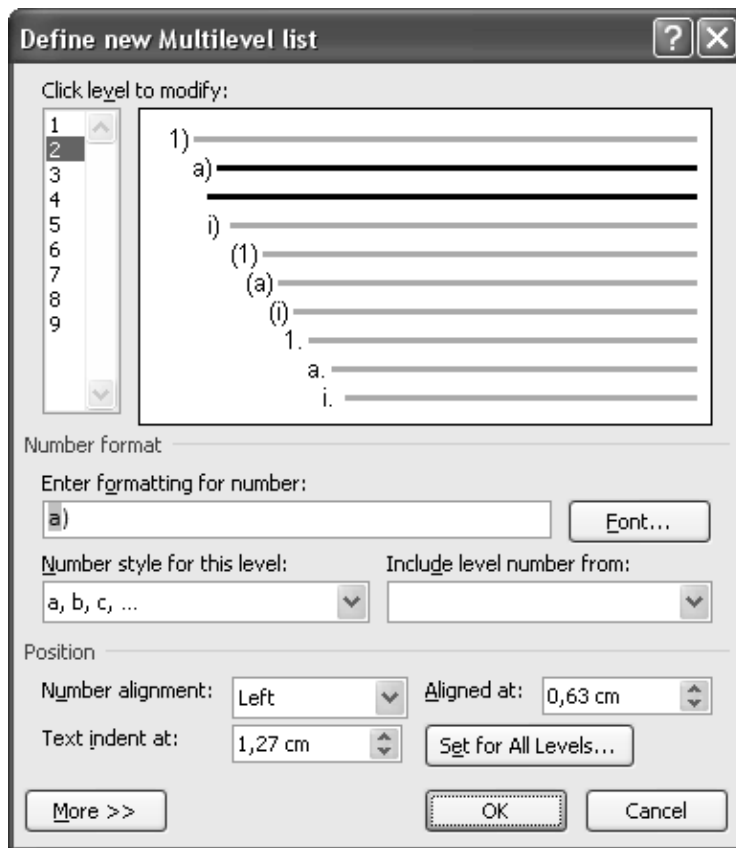 Define new Multilevel list
Click level to modify:
1
2
3
4
5
6
7
8
9
1)
a)
i)
(1)
(a)
(i)
1.
a.
i.
Number format
Enter formatting for number:
a)
Font...
Number style for this level:
Include level number from:
a, b, c, ...
Position
Number alignment:
Left
Aligned at:
0,63 cm
Text indent at:
1,27 cm
Set for All Levels...
More >>
OK
Cancel